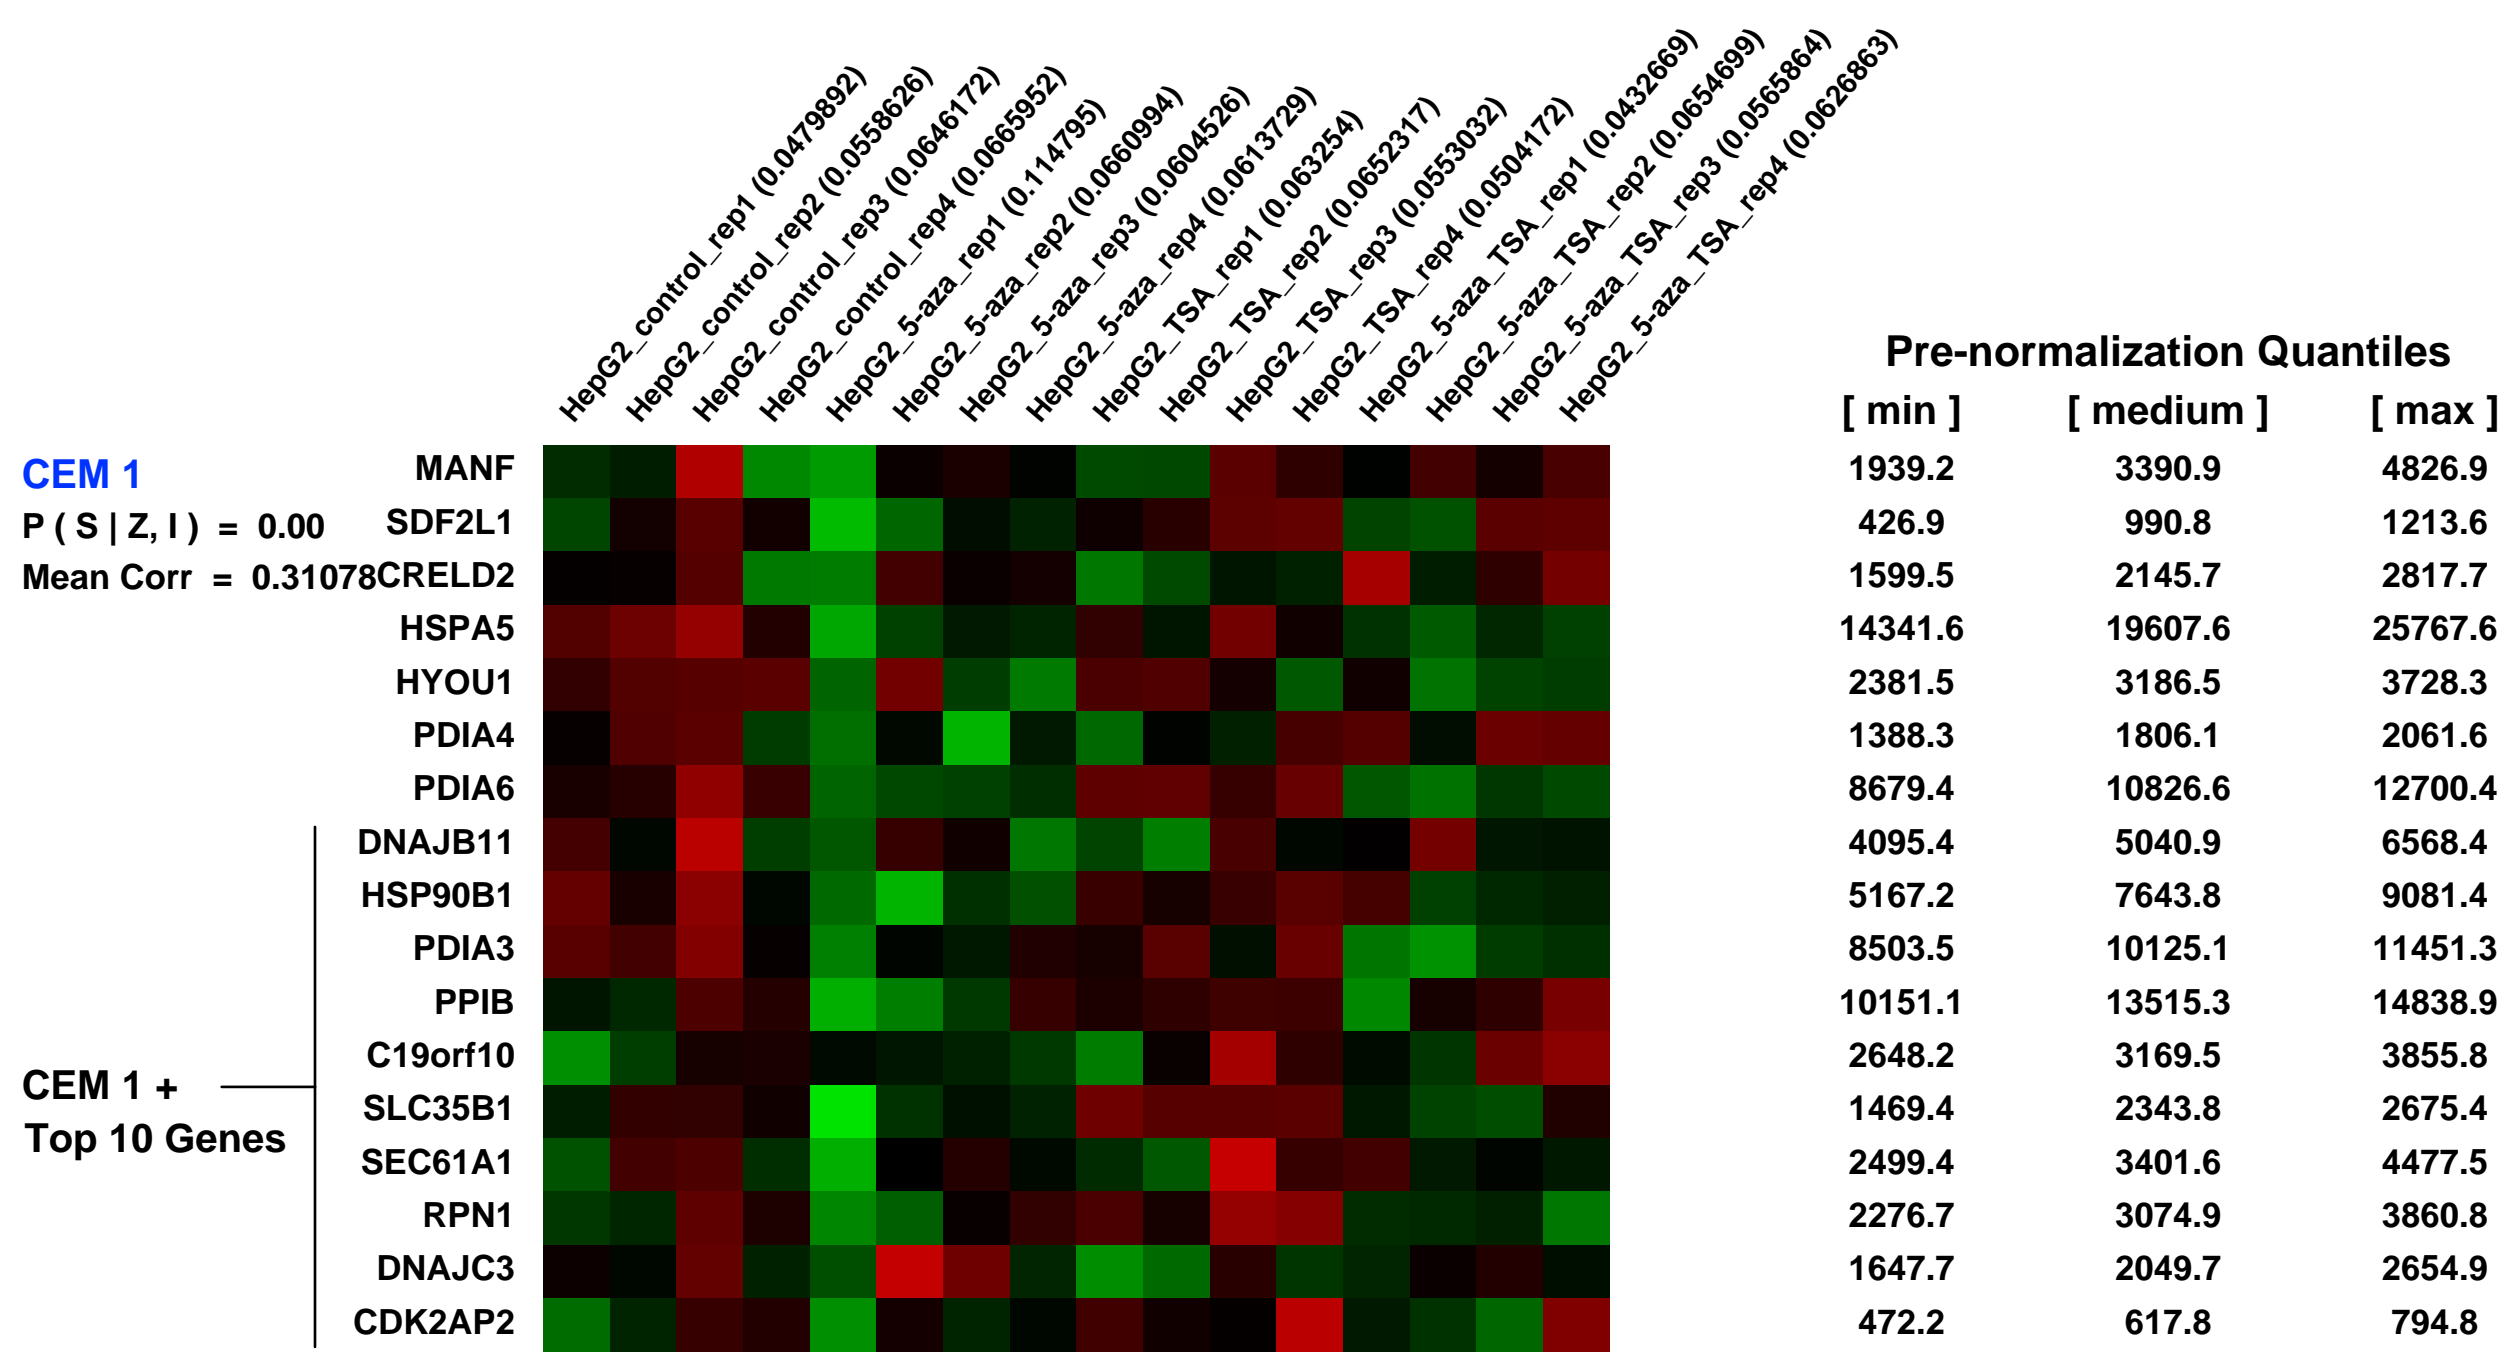 HepG2_control_rep1 (0.0479892)
HepG2_control_rep2 (0.0558626)
HepG2_control_rep3 (0.0646172)
HepG2_control_rep4 (0.0665952)
HepG2_5-aza_rep1 (0.114795)
HepG2_5-aza_rep2 (0.0660994)
HepG2_5-aza_rep3 (0.0604526)
HepG2_5-aza_rep4 (0.0613729)
HepG2_TSA_rep1 (0.063254)
HepG2_TSA_rep2 (0.0652317)
HepG2_TSA_rep3 (0.0553032)
HepG2_TSA_rep4 (0.0504172)
HepG2_5-aza_TSA_rep1 (0.0432669)
HepG2_5-aza_TSA_rep2 (0.0654699)
HepG2_5-aza_TSA_rep3 (0.0565864)
HepG2_5-aza_TSA_rep4 (0.0626863)
Pre-normalization Quantiles
[ min ] [ medium ] [ max ]
CEM 1 MANF 1939.2 3390.9 4826.9
P ( S | Z, I ) = 0.00 SDF2L1 426.9 990.8 1213.6
Mean Corr = 0.31078 CRELD2 1599.5 2145.7 2817.7
HSPA5 14341.6 19607.6 25767.6
HYOU1 2381.5 3186.5 3728.3
PDIA4 1388.3 1806.1 2061.6
PDIA6 8679.4 10826.6 12700.4
DNAJB11 4095.4 5040.9 6568.4
HSP90B1 5167.2 7643.8 9081.4
PDIA3 8503.5 10125.1 11451.3
PPIB 10151.1 13515.3 14838.9
C19orf10 2648.2 3169.5 3855.8
CEM 1 +
SLC35B1 1469.4 2343.8 2675.4
Top 10 Genes
SEC61A1 2499.4 3401.6 4477.5
RPN1 2276.7 3074.9 3860.8
DNAJC3 1647.7 2049.7 2654.9
CDK2AP2 472.2 617.8 794.8